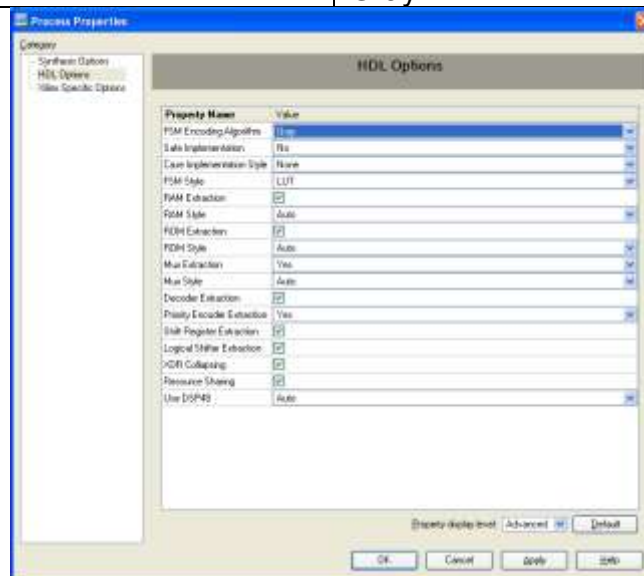 Process Properties
Category
Synthesis Options
HDL Options
Xilinx Specific Options
HDL Options
Property Name Value
FSM Encoding Algorithm Gray
Safe Implementation No
Case Implementation Style None
FSM Style LUT
RAM Extraction
RAM Style Auto
ROM Extraction
ROM Style Auto
Mux Extraction Yes
Mux Style Auto
Decoder Extraction
Priority Encoder Extraction Yes
Shift Register Extraction
Logical Shifter Extraction
XOR Collapsing
Resource Sharing
Use DSP48 Auto
Property display level: Advanced Default
OK Cancel Apply Help